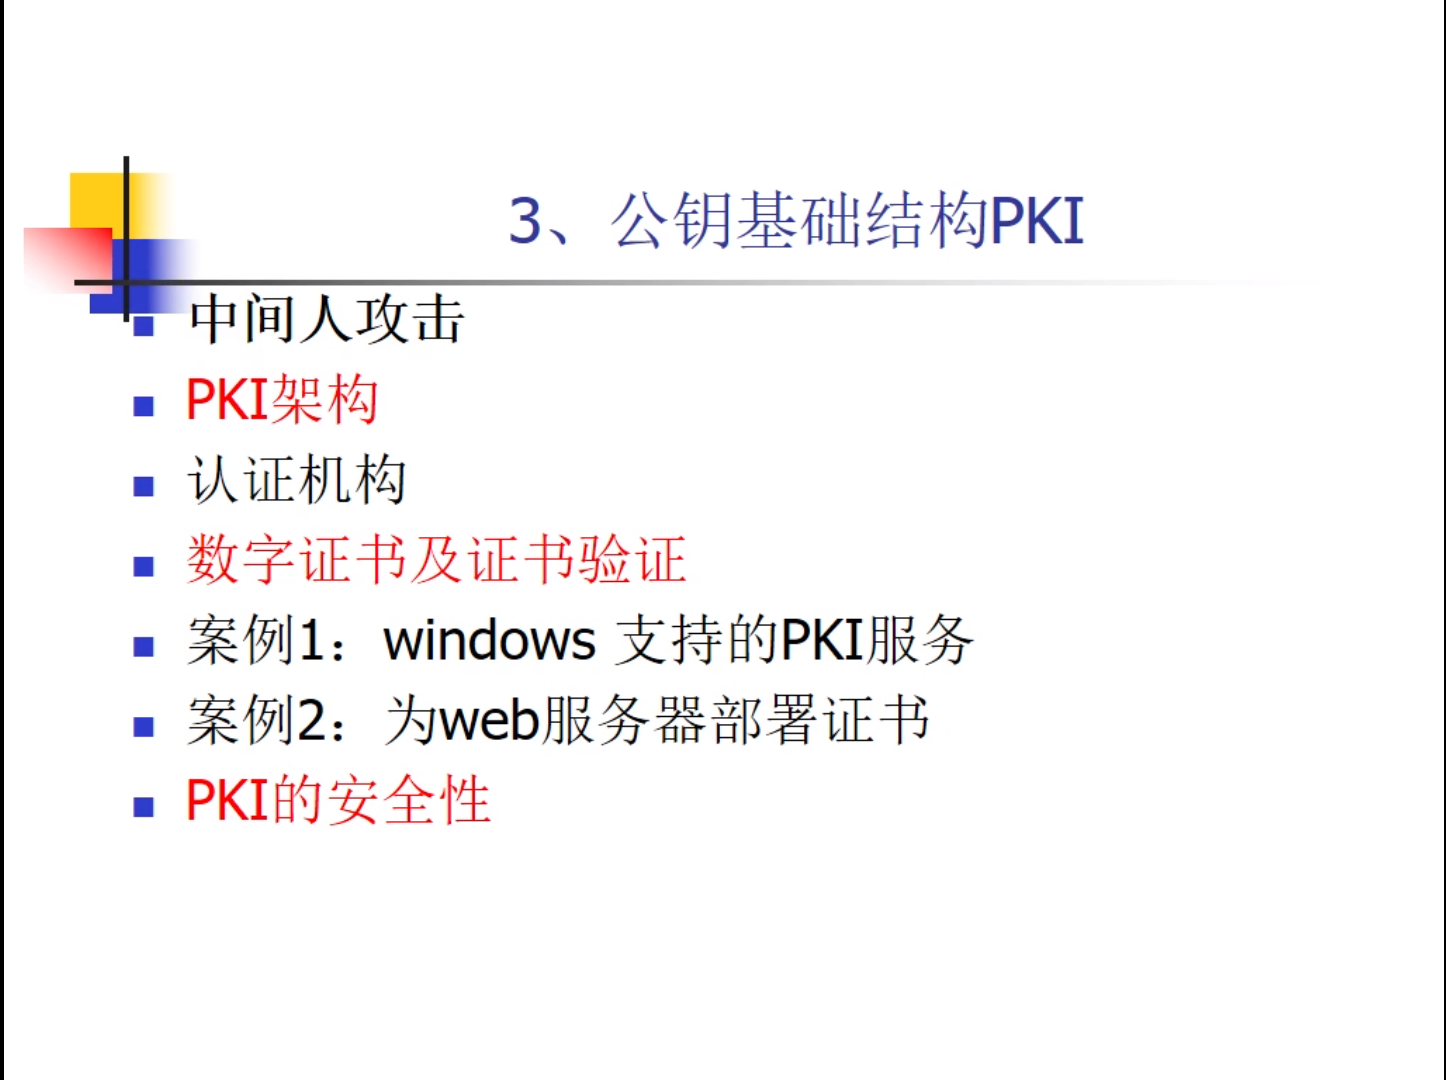 3、公钥基础结构PKI
中间人攻击
PKI架构
认证机构
数字证书及证书验证
案例1：windows 支持的PKI服务
案例2：为web服务器部署证书
PKI的安全性